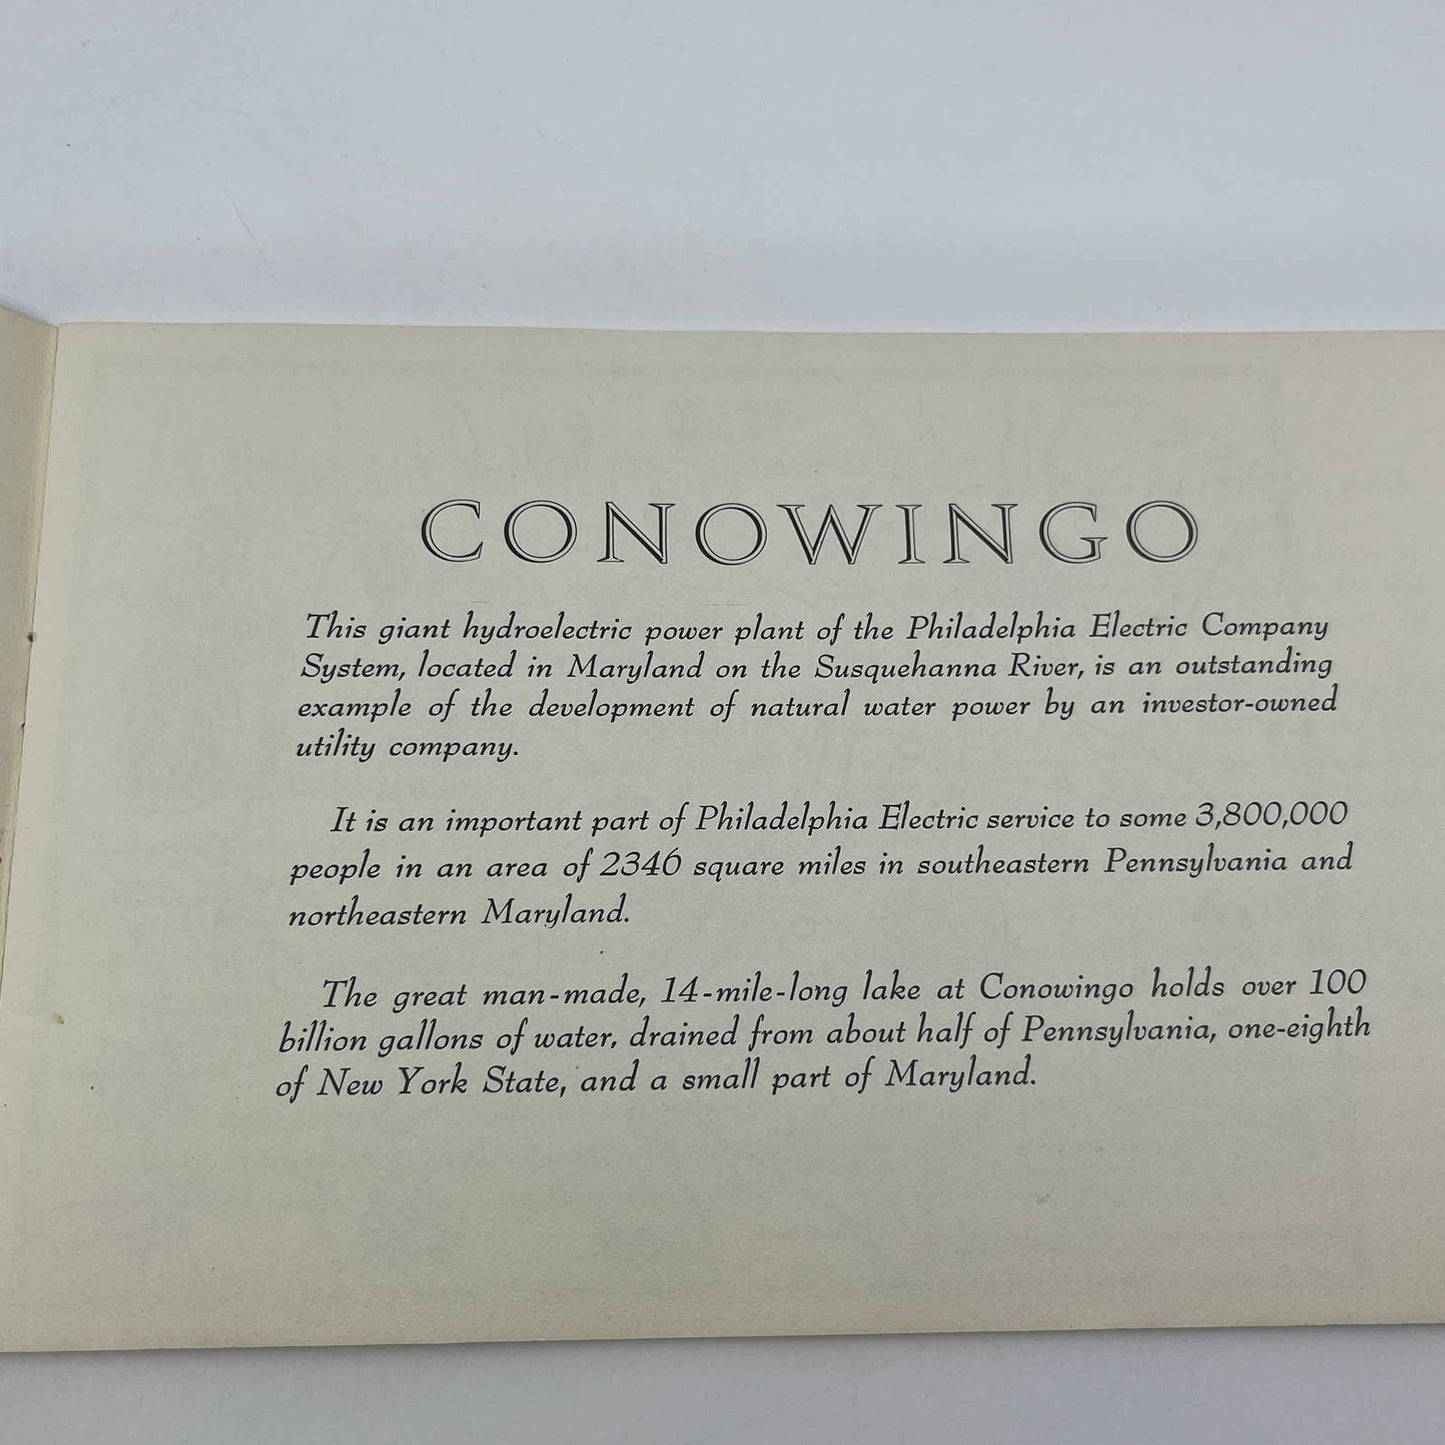 CONOWINGO
This giant hydroelectric power plant of the Philadelphia Electric Company
System, located in Maryland on the Susquehanna River, is an outstanding
example of the development of natural water power by an investor-owned
utility company.
It is an important part of Philadelphia Electric service to some 3,800,000
people in an area of 2346 square miles in southeastern Pennsylvania and
northeastern Maryland.
The great man-made, 14-mile-long lake at Conowingo holds over 100
billion gallons of water, drained from about half of Pennsylvania, one-eighth
of New York State, and a small part of Maryland.